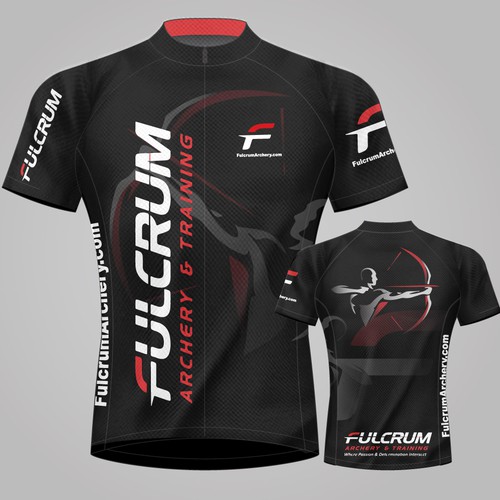 FULCRUM
FULCRUM
ARCHERY & TRAINING
FulcrumArchery.com
F
FulcrumArchery.com
F
FulcrumArchery.com
FULCRUM
ARCHERY & TRAINING
Where Passion & Determination Intersect
FulcrumArchery.com